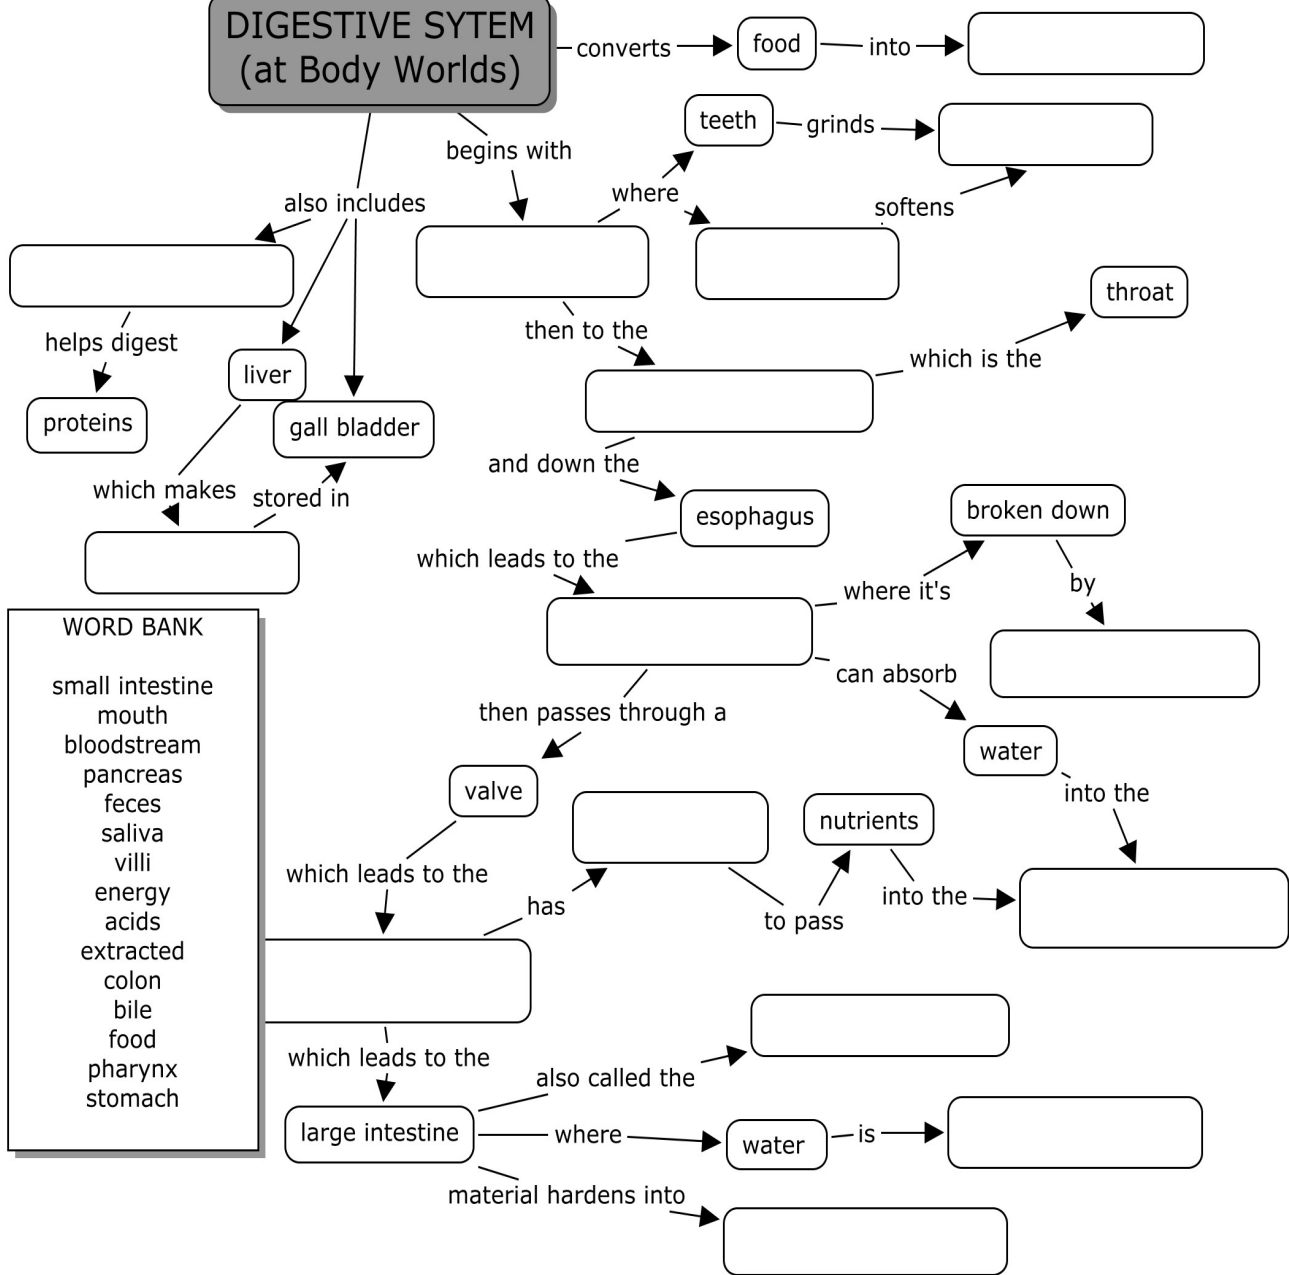 DIGESTIVE SYTEM
(at Body Worlds)
converts
food
into
teeth
grinds
begins with
where
softens
also includes
throat
then to the
which is the
helps digest
liver
proteins
gall bladder
and down the
which makes
stored in
esophagus
broken down
which leads to the
where it's
by
can absorb
then passes through a
water
valve
into the
nutrients
which leads to the
has
to pass
into the
WORD BANK
small intestine
mouth
bloodstream
pancreas
feces
saliva
villi
energy
acids
extracted
colon
bile
food
pharynx
stomach
which leads to the
also called the
large intestine
where
water
is
material hardens into